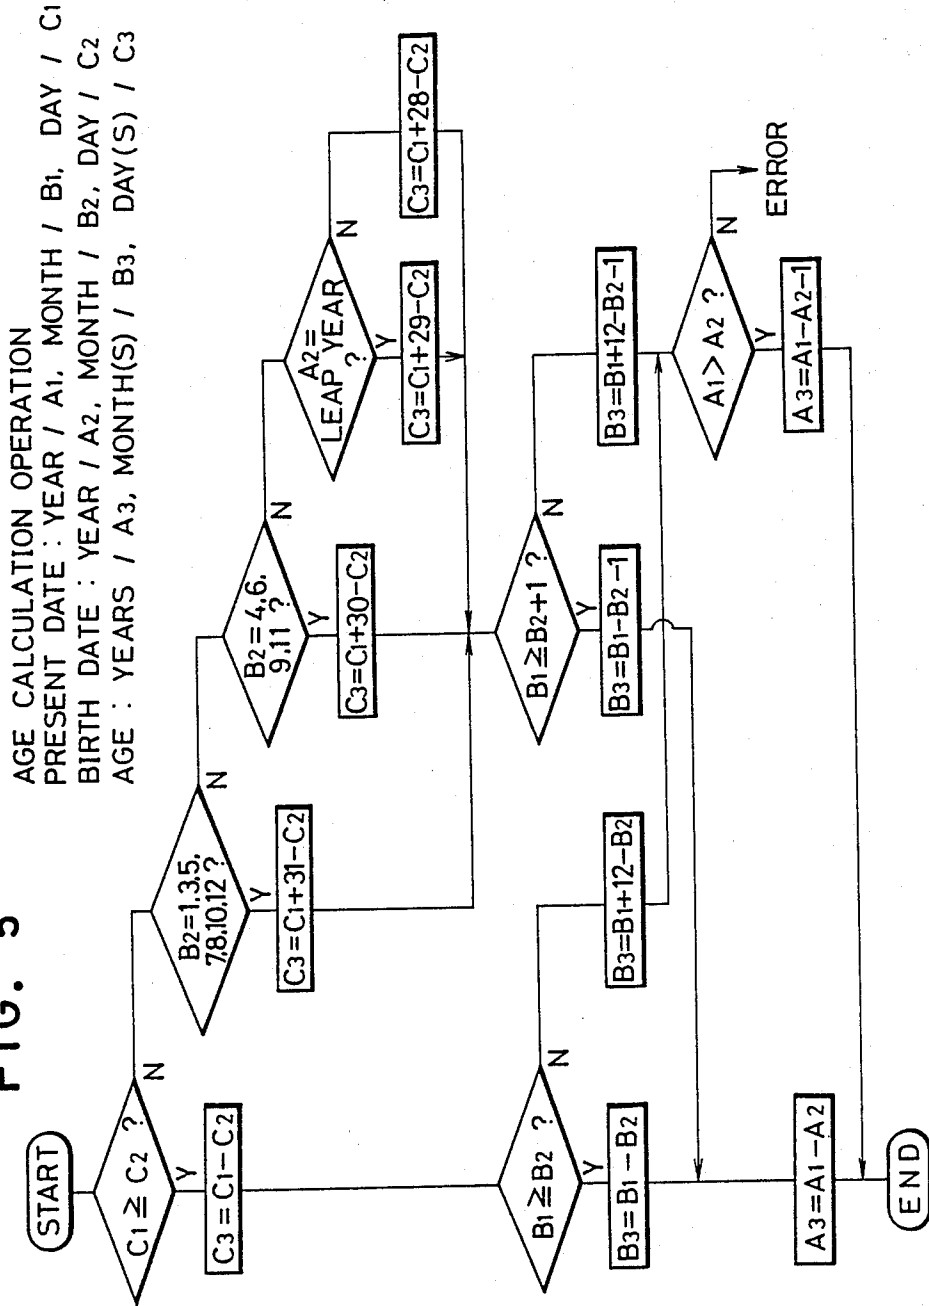 FIG. 5
AGE CALCULATION OPERATION
PRESENT DATE : YEAR / A1, MONTH / B1, DAY / C1
BIRTH DATE : YEAR / A2, MONTH / B2, DAY / C2
AGE : YEARS / A3, MONTH(S) / B3, DAY(S) / C3
START
C1≧C2 ?
N
Y
C3=C1-C2
B2=1,3,5,
7,8,10,12 ?
N
Y
C3=C1+31-C2
B2=4,6,
9,11 ?
N
Y
C3=C1+30-C2
A2=
LEAP YEAR
?
N
Y
C3=C1+29-C2
C3=C1+28-C2
B1≧B2 ?
N
Y
B3=B1-B2
B3=B1+12-B2
B1≧B2+1 ?
N
Y
B3=B1-B2-1
B3=B1+12-B2-1
A1>A2 ?
N
ERROR
Y
A3=A1-A2-1
A3=A1-A2
END